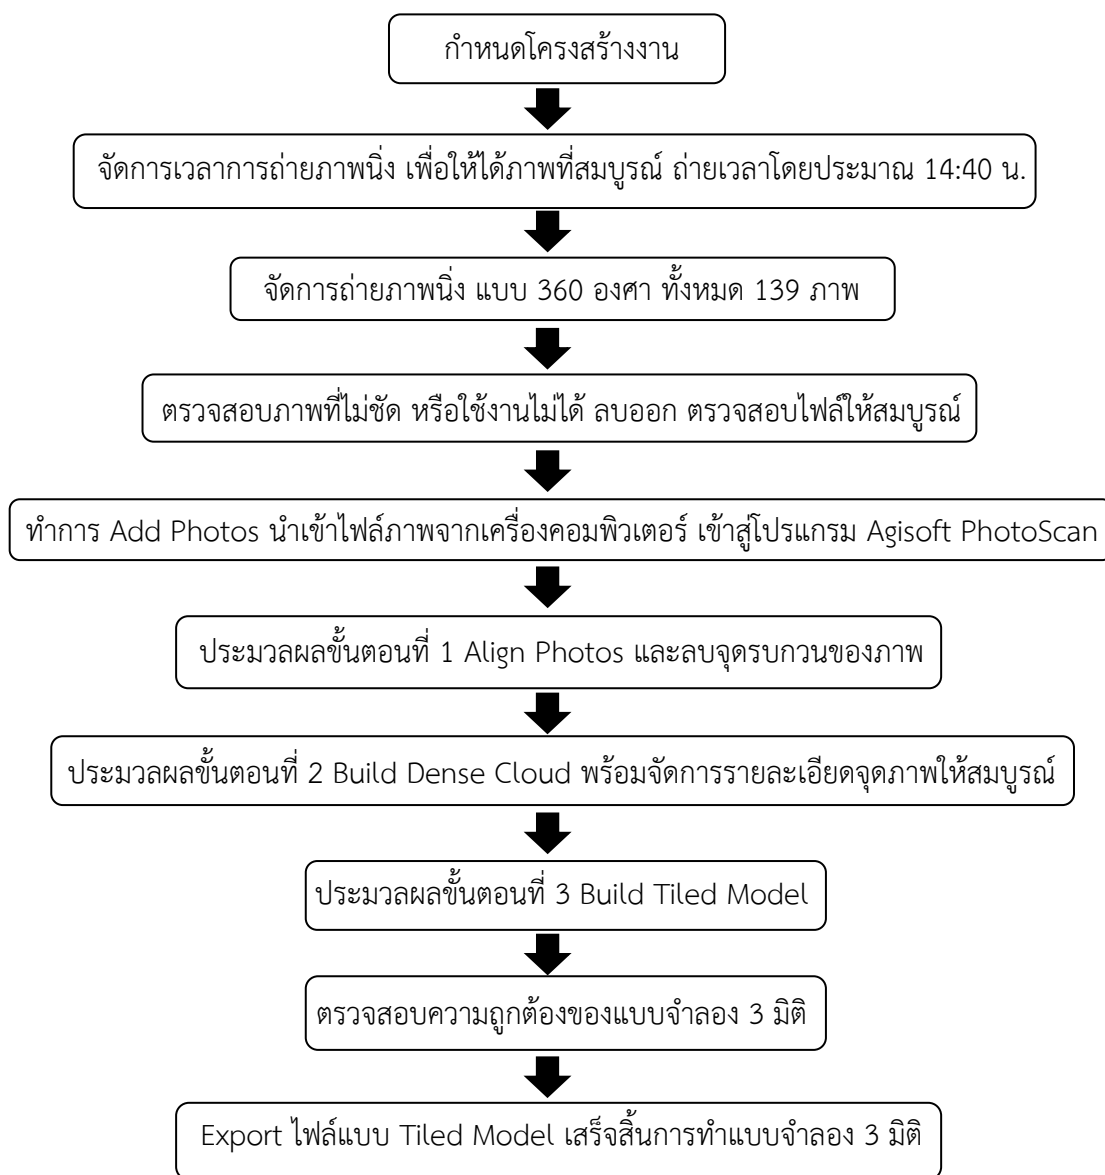 กำหนดโครงสร้างงาน
จัดการเวลาการถ่ายภาพนิ่ง เพื่อให้ได้ภาพที่สมบูรณ์ ถ่ายเวลาโดยประมาณ 14:40 น.
จัดการถ่ายภาพนิ่ง แบบ 360 องศา ทั้งหมด 139 ภาพ
ตรวจสอบภาพที่ไม่ชัด หรือใช้งานไม่ได้ ลบออก ตรวจสอบไฟล์ให้สมบูรณ์
ทำการ Add Photos นำเข้าไฟล์ภาพจากเครื่องคอมพิวเตอร์ เข้าสู่โปรแกรม Agisoft PhotoScan
ประมวลผลขั้นตอนที่ 1 Align Photos และลบจุดรบกวนของภาพ
ประมวลผลขั้นตอนที่ 2 Build Dense Cloud พร้อมจัดการรายละเอียดจุดภาพให้สมบูรณ์
ประมวลผลขั้นตอนที่ 3 Build Tiled Model
ตรวจสอบความถูกต้องของแบบจำลอง 3 มิติ
Export ไฟล์แบบ Tiled Model เสร็จสิ้นการทำแบบจำลอง 3 มิติ